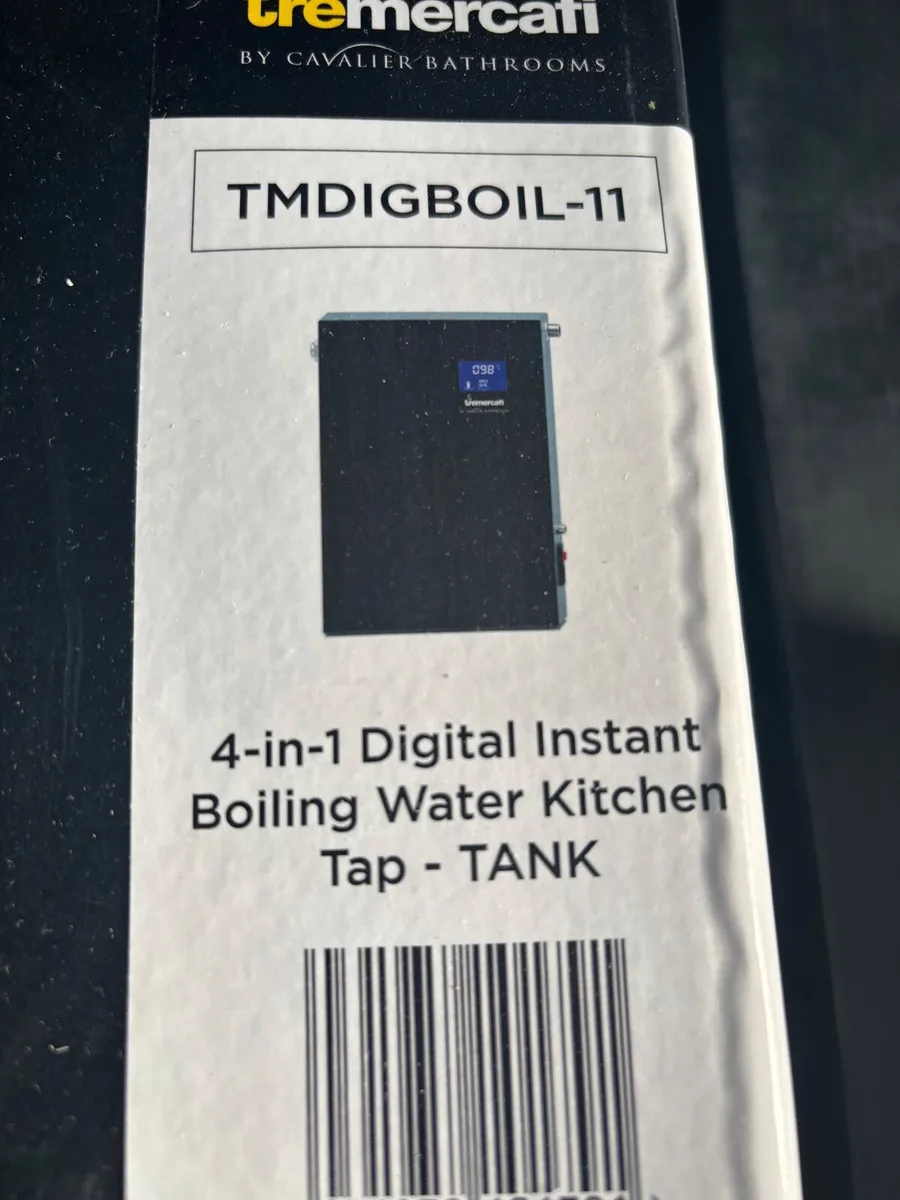 tremercati
BY CAVALIER BATHROOMS
TMDIGBOIL-11
098
tremercati
4-in-1 Digital Instant
Boiling Water Kitchen
Tap - TANK